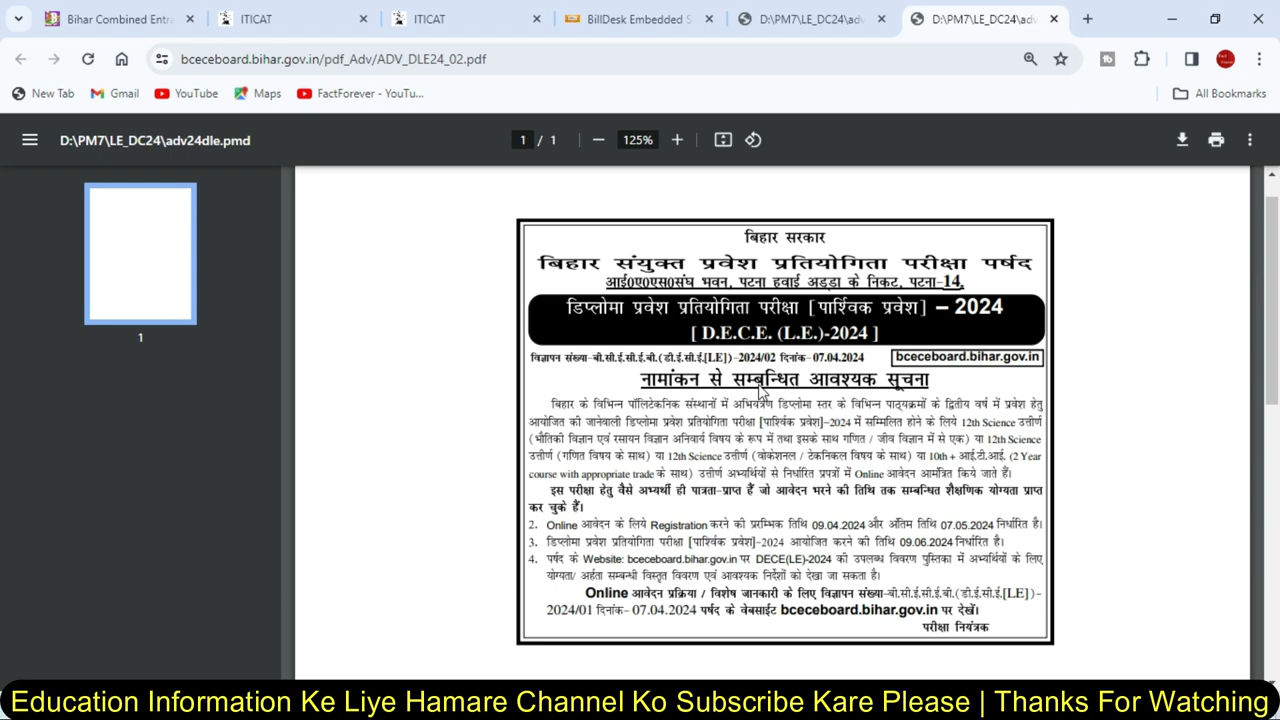 Bihar Combined Entra
ITICAT
ITICAT
BillDesk Embedded S
D:\PM7\LE_DC24\adv
D:\PM7\LE_DC24\adv
bceceboard.bihar.gov.in/pdf_Adv/ADV_DLE24_02.pdf
New Tab
Gmail
YouTube
Maps
FactForever - YouTu...
All Bookmarks
D:\PM7\LE_DC24\adv24dle.pmd
1 / 1
125%
1
बिहार सरकार
बिहार संयुक्त प्रवेश प्रतियोगिता परीक्षा पर्षद
आई0ए0एस0संघ भवन, पटना हवाई अड्डा के निकट, पटना-14.
डिप्लोमा प्रवेश प्रतियोगिता परीक्षा [पार्श्विक प्रवेश] – 2024
[ D.E.C.E. (L.E.)-2024 ]
विज्ञापन संख्या-बी.सी.ई.सी.ई.बी.(डी.ई.सी.ई.[LE])-2024/02 दिनांक-07.04.2024
bceceboard.bihar.gov.in
नामांकन से सम्बन्धित आवश्यक सूचना
बिहार के विभिन्न पॉलिटेकनिक संस्थानों में अभियंत्रण डिप्लोमा स्तर के विभिन्न पाठ्यक्रमों के द्वितीय वर्ष में प्रवेश हेतु
आयोजित की जानेवाली डिप्लोमा प्रवेश प्रतियोगिता परीक्षा [पार्श्विक प्रवेश]-2024 में सम्मिलित होने के लिये 12th Science उत्तीर्ण
(भौतिकी विज्ञान एवं रसायन विज्ञान अनिवार्य विषय के रूप में तथा इसके साथ गणित / जीव विज्ञान में से एक) या 12th Science
उत्तीर्ण (गणित विषय के साथ) या 12th Science उत्तीर्ण (वोकेशनल / टेकनिकल विषय के साथ) या 10th + आई.टी.आई. (2 Year
course with appropriate trade के साथ) उत्तीर्ण अभ्यर्थियों से निर्धारित प्रपत्रों में Online आवेदन आमंत्रित किये जाते हैं।
इस परीक्षा हेतु वैसे अभ्यर्थी ही पात्रता-प्राप्त हैं जो आवेदन भरने की तिथि तक सम्बन्धित शैक्षणिक योग्यता प्राप्त
कर चुके हैं।
2. Online आवेदन के लिये Registration करने की प्ररम्भिक तिथि 09.04.2024 और अंतिम तिथि 07.05.2024 निर्धारित है।
3. डिप्लोमा प्रवेश प्रतियोगिता परीक्षा [पार्श्विक प्रवेश]-2024 आयोजित करने की तिथि 09.06.2024 निर्धारित है।
4. पर्षद के Website: bceceboard.bihar.gov.in पर DECE(LE)-2024 की उपलब्ध विवरण पुस्तिका में अभ्यर्थियों के लिए
योग्यता/ अर्हता सम्बन्धी विस्तृत विवरण एवं आवश्यक निर्देशों को देखा जा सकता है।
Online आवेदन प्रक्रिया / विशेष जानकारी के लिए विज्ञापन संख्या-बी.सी.ई.सी.ई.बी.(डी.ई.सी.ई.[LE])-
2024/01 दिनांक- 07.04.2024 पर्षद के वेबसाईट bceceboard.bihar.gov.in पर देखें।
परीक्षा नियंत्रक
Education Information Ke Liye Hamare Channel Ko Subscribe Kare Please | Thanks For Watching